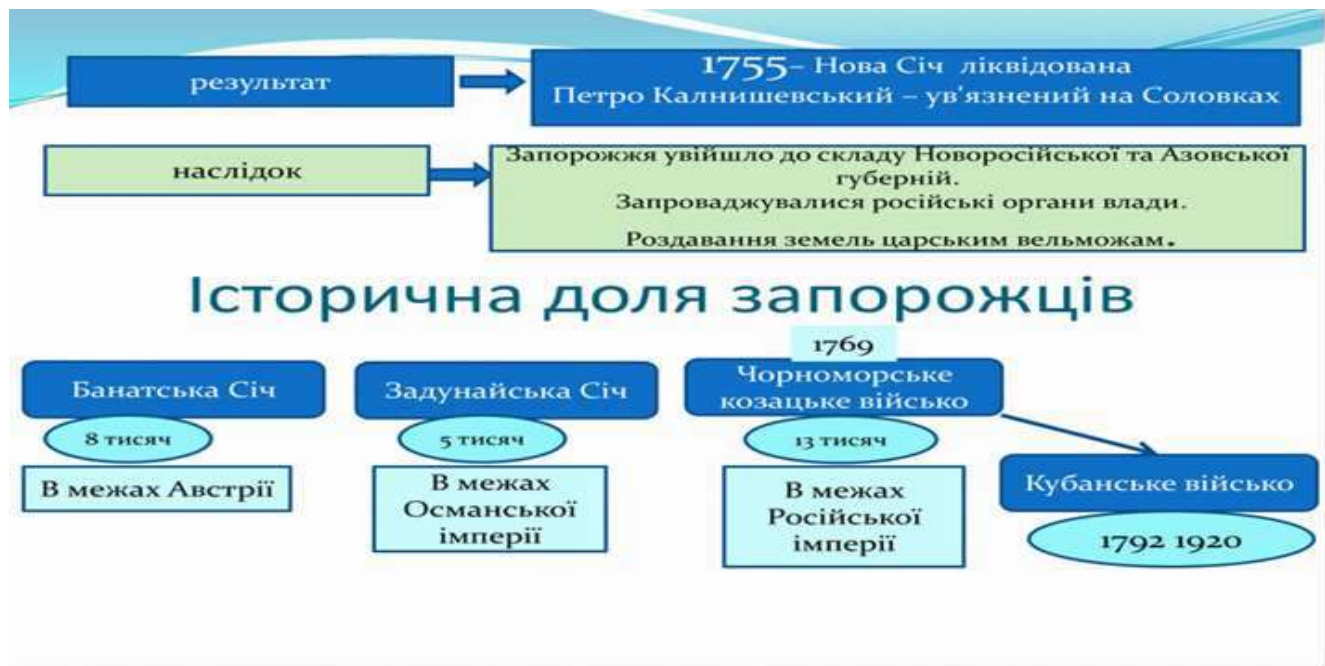 результат
1755– Нова Січ ліквідована
Петро Калнишевський – ув'язнений на Соловках
наслідок
Запорожжя увійшло до складу Новоросійської та Азовської
губерній.
Запроваджувалися російські органи влади.
Роздавання земель царським вельможам.
Історична доля запорожців
Банатська Січ
8 тисяч
В межах Австрії
Задунайська Січ
5 тисяч
В межах
Османської
імперії
1769
Чорноморське
козацьке військо
13 тисяч
В межах
Російської
імперії
Кубанське військо
1792 1920